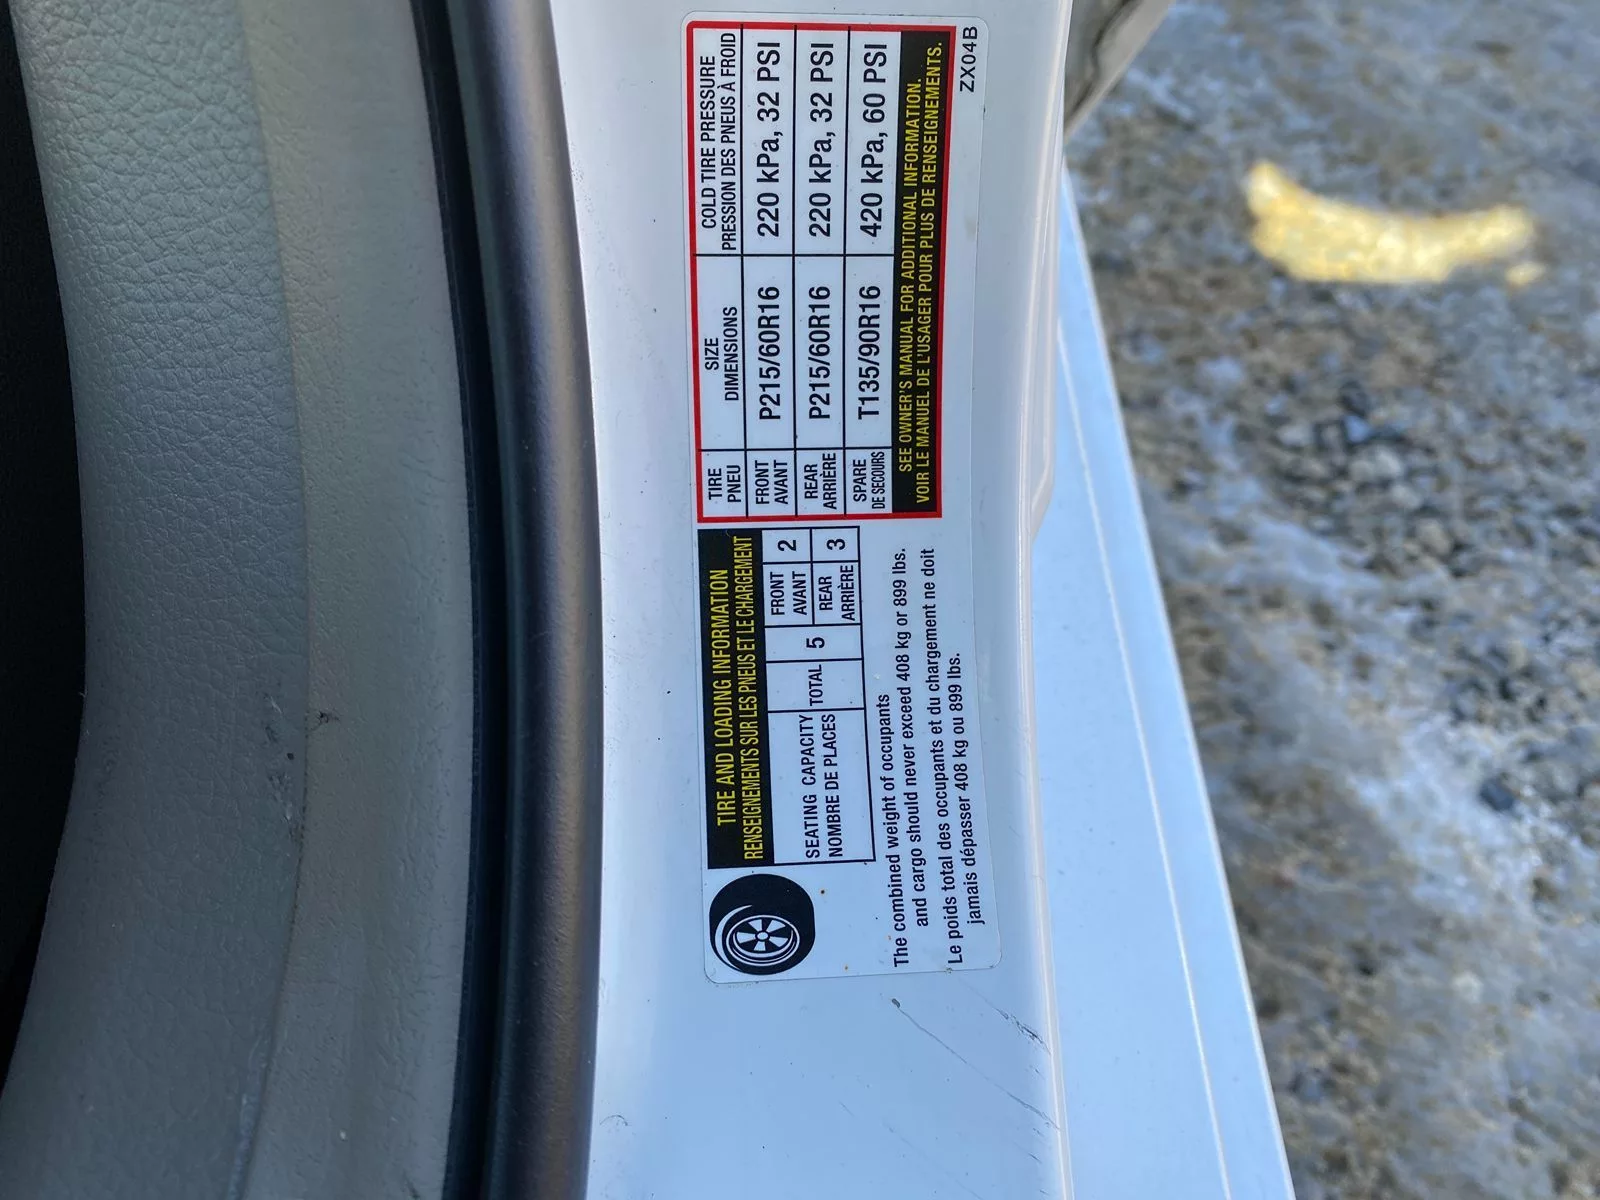 TIRE AND LOADING INFORMATION
RENSEIGNEMENTS SUR LES PNEUS ET LE CHARGEMENT
SEATING CAPACITY
NOMBRE DE PLACES
TOTAL 5
FRONT
AVANT 2
REAR
ARRIÈRE 3
The combined weight of occupants
and cargo should never exceed 408 kg or 899 lbs.
Le poids total des occupants et du chargement ne doit
jamais dépasser 408 kg ou 899 lbs.
TIRE
PNEU
SIZE
DIMENSIONS
COLD TIRE PRESSURE
PRESSION DES PNEUS À FROID
FRONT
AVANT
P215/60R16
220 kPa, 32 PSI
REAR
ARRIÈRE
P215/60R16
220 kPa, 32 PSI
SPARE
DE SECOURS
T135/90R16
420 kPa, 60 PSI
SEE OWNER'S MANUAL FOR ADDITIONAL INFORMATION.
VOIR LE MANUEL DE L'USAGER POUR PLUS DE RENSEIGNEMENTS.
ZX04B